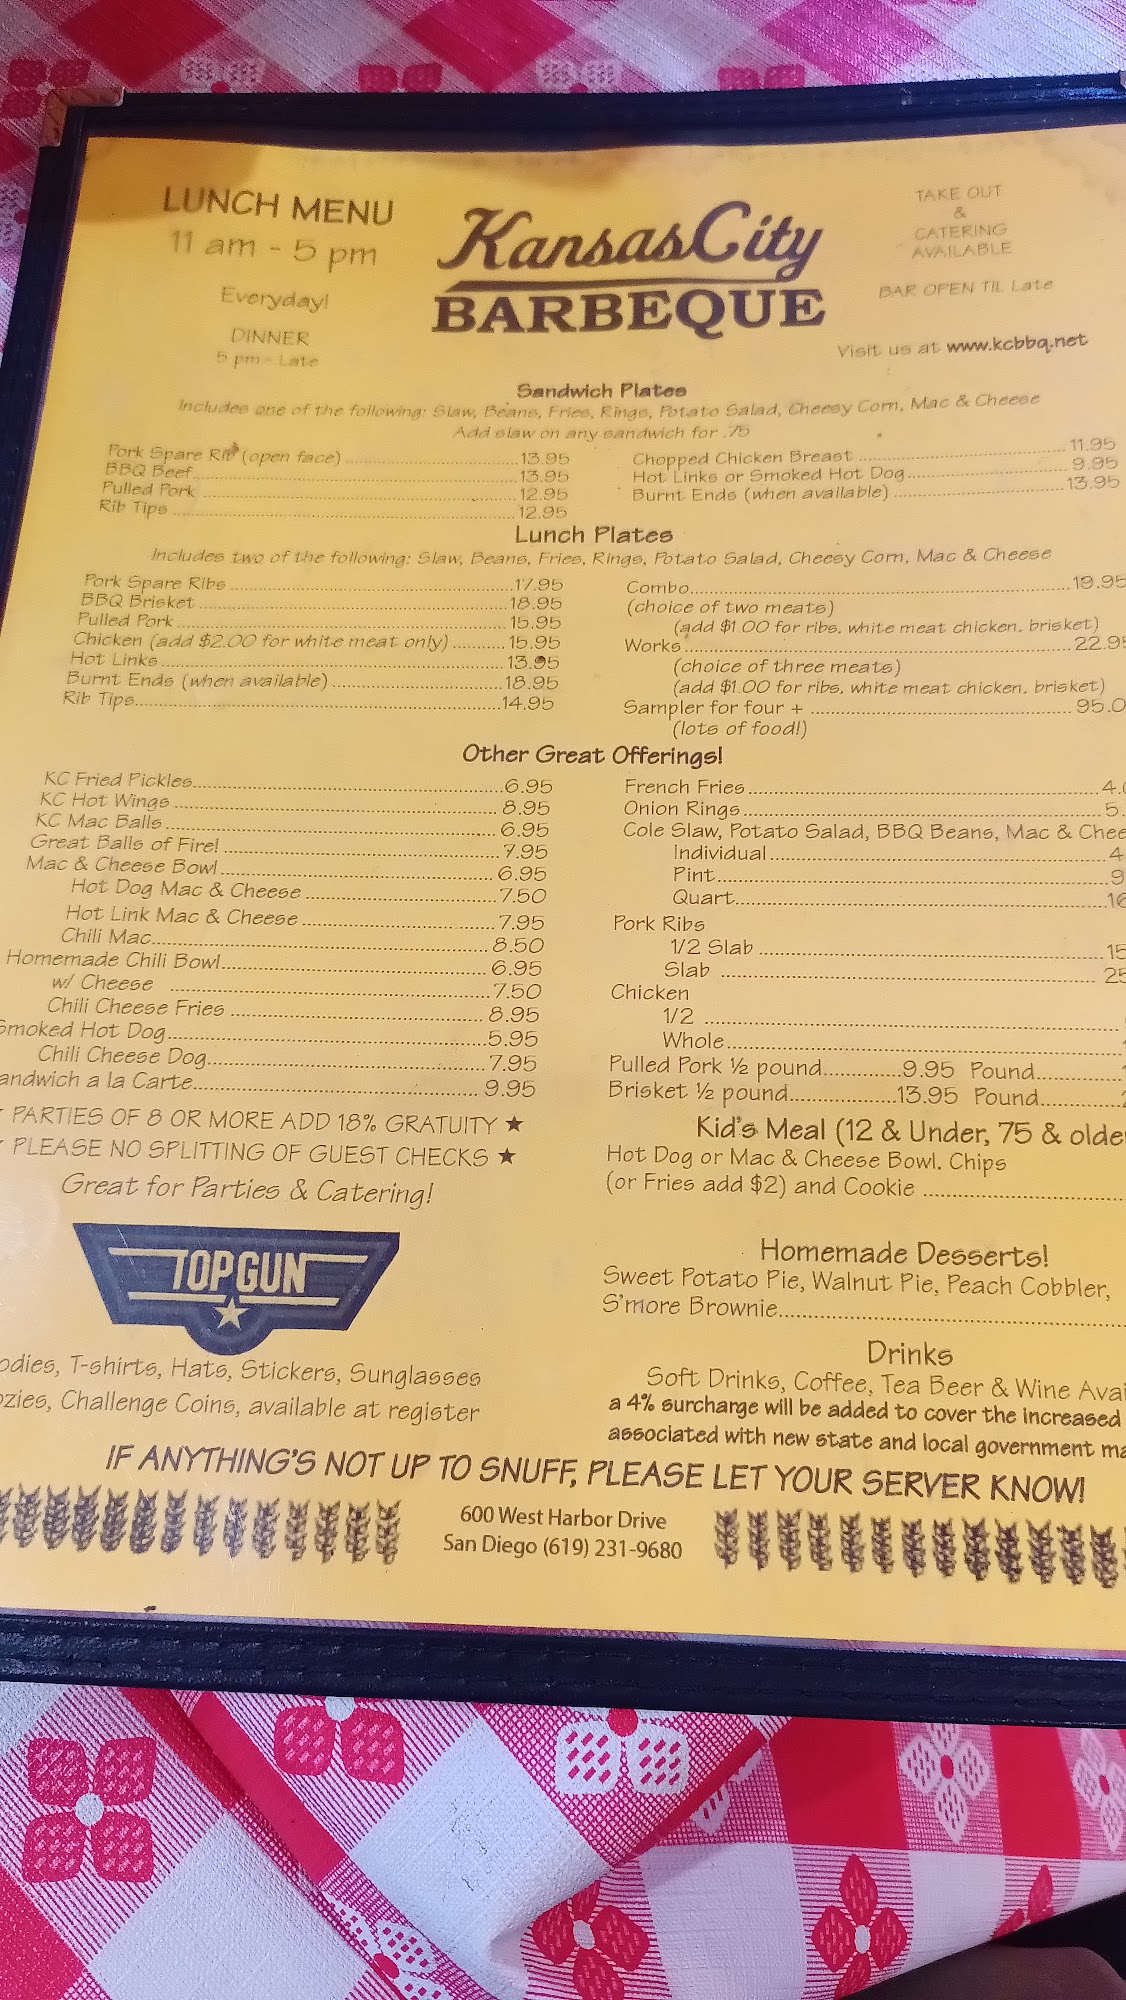 LUNCH MENU
11 am - 5 pm
Everyday!
DINNER
5 pm - Late
Kansas City
BARBEQUE
TAKE OUT
&
CATERING
AVAILABLE
BAR OPEN TIL Late
Visit us at www.kcbbq.net
Sandwich Plates
Includes one of the following: Slaw, Beans, Fries, Rings, Potato Salad, Cheesy Corn, Mac & Cheese
Add slaw on any sandwich for .75
Pork Spare Rib (open face) 13.95
BBQ Beef 13.95
Pulled Pork 12.95
Rib Tips 12.95
Chopped Chicken Breast 11.95
Hot Links or Smoked Hot Dog 9.95
Burnt Ends (when available) 13.95
Lunch Plates
Includes two of the following: Slaw, Beans, Fries, Rings, Potato Salad, Cheesy Corn, Mac & Cheese
Pork Spare Ribs 17.95
BBQ Brisket 18.95
Pulled Pork 15.95
Chicken (add $2.00 for white meat only) 15.95
Hot Links 13.95
Burnt Ends (when available) 18.95
Rib Tips 14.95
Combo 19.95
(choice of two meats)
(add $1.00 for ribs, white meat chicken, brisket)
Works 22.95
(choice of three meats)
(add $1.00 for ribs, white meat chicken, brisket)
Sampler for four + 95.0
(lots of food!)
Other Great Offerings!
KC Fried Pickles 6.95
KC Hot Wings 8.95
KC Mac Balls 6.95
Great Balls of Fire! 7.95
Mac & Cheese Bowl 6.95
Hot Dog Mac & Cheese 7.50
Hot Link Mac & Cheese 7.95
Chili Mac 8.50
Homemade Chili Bowl 6.95
w/ Cheese 7.50
Chili Cheese Fries 8.95
Smoked Hot Dog 5.95
Chili Cheese Dog 7.95
andwich a la Carte 9.95
French Fries 4.
Onion Rings 5.
Cole Slaw, Potato Salad, BBQ Beans, Mac & Chee
Individual 4
Pint 9
Quart 16
Pork Ribs
1/2 Slab 15
Slab 25
Chicken
1/2
Whole
Pulled Pork ½ pound 9.95 Pound
Brisket ½ pound 13.95 Pound
★ PARTIES OF 8 OR MORE ADD 18% GRATUITY ★
★ PLEASE NO SPLITTING OF GUEST CHECKS ★
Great for Parties & Catering!
TOP GUN
odies, T-shirts, Hats, Stickers, Sunglasses
ozies, Challenge Coins, available at register
Kid's Meal (12 & Under, 75 & olde
Hot Dog or Mac & Cheese Bowl. Chips
(or Fries add $2) and Cookie
Homemade Desserts!
Sweet Potato Pie, Walnut Pie, Peach Cobbler,
S'more Brownie
Drinks
Soft Drinks, Coffee, Tea Beer & Wine Avai
a 4% surcharge will be added to cover the increased
associated with new state and local government ma
IF ANYTHING'S NOT UP TO SNUFF, PLEASE LET YOUR SERVER KNOW!
600 West Harbor Drive
San Diego (619) 231-9680